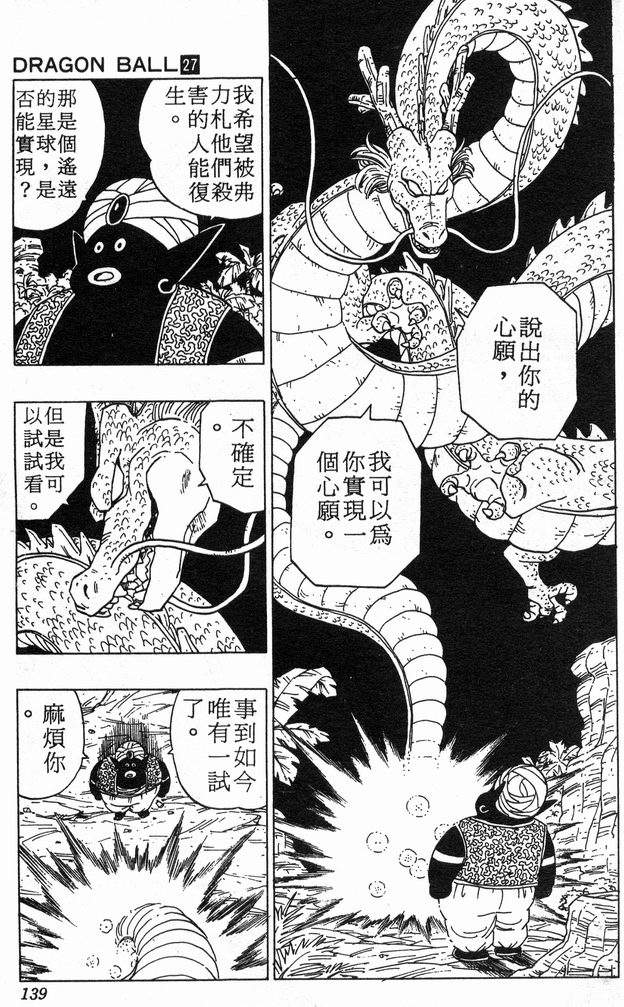 DRAGON BALL 27
說出你的
心願，
我可以為
你實現一
個心願。
我希望被弗
力札他們殺
害的人能復
生。
那是個遙遠
的星球，是
否能實現？
不確定
。
但是我可
以試試看。
事到如今
唯有一試
了。
麻煩你
。
139